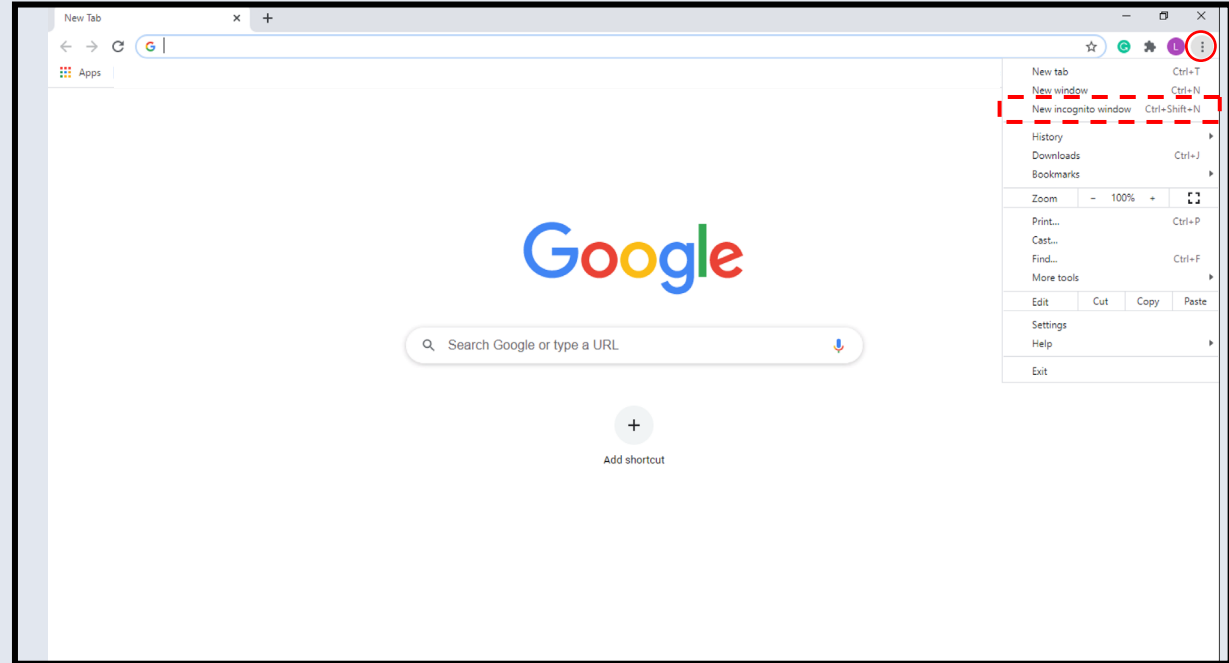 New Tab
G
L
Apps
New tab Ctrl+T
New window Ctrl+N
New incognito window Ctrl+Shift+N
History
Downloads Ctrl+J
Bookmarks
Zoom - 100% +
Print... Ctrl+P
Cast...
Find... Ctrl+F
More tools
Edit Cut Copy Paste
Settings
Help
Exit
Google
Search Google or type a URL
Add shortcut